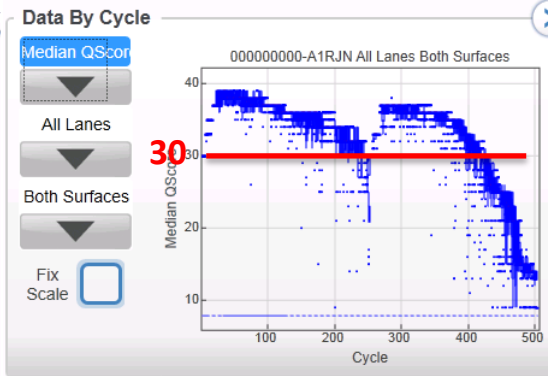 Data By Cycle
Median QScor
All Lanes
Both Surfaces
Fix
Scale
000000000-A1RJN All Lanes Both Surfaces
Median QScore
40
30
30
20
10
100
200
300
400
500
Cycle